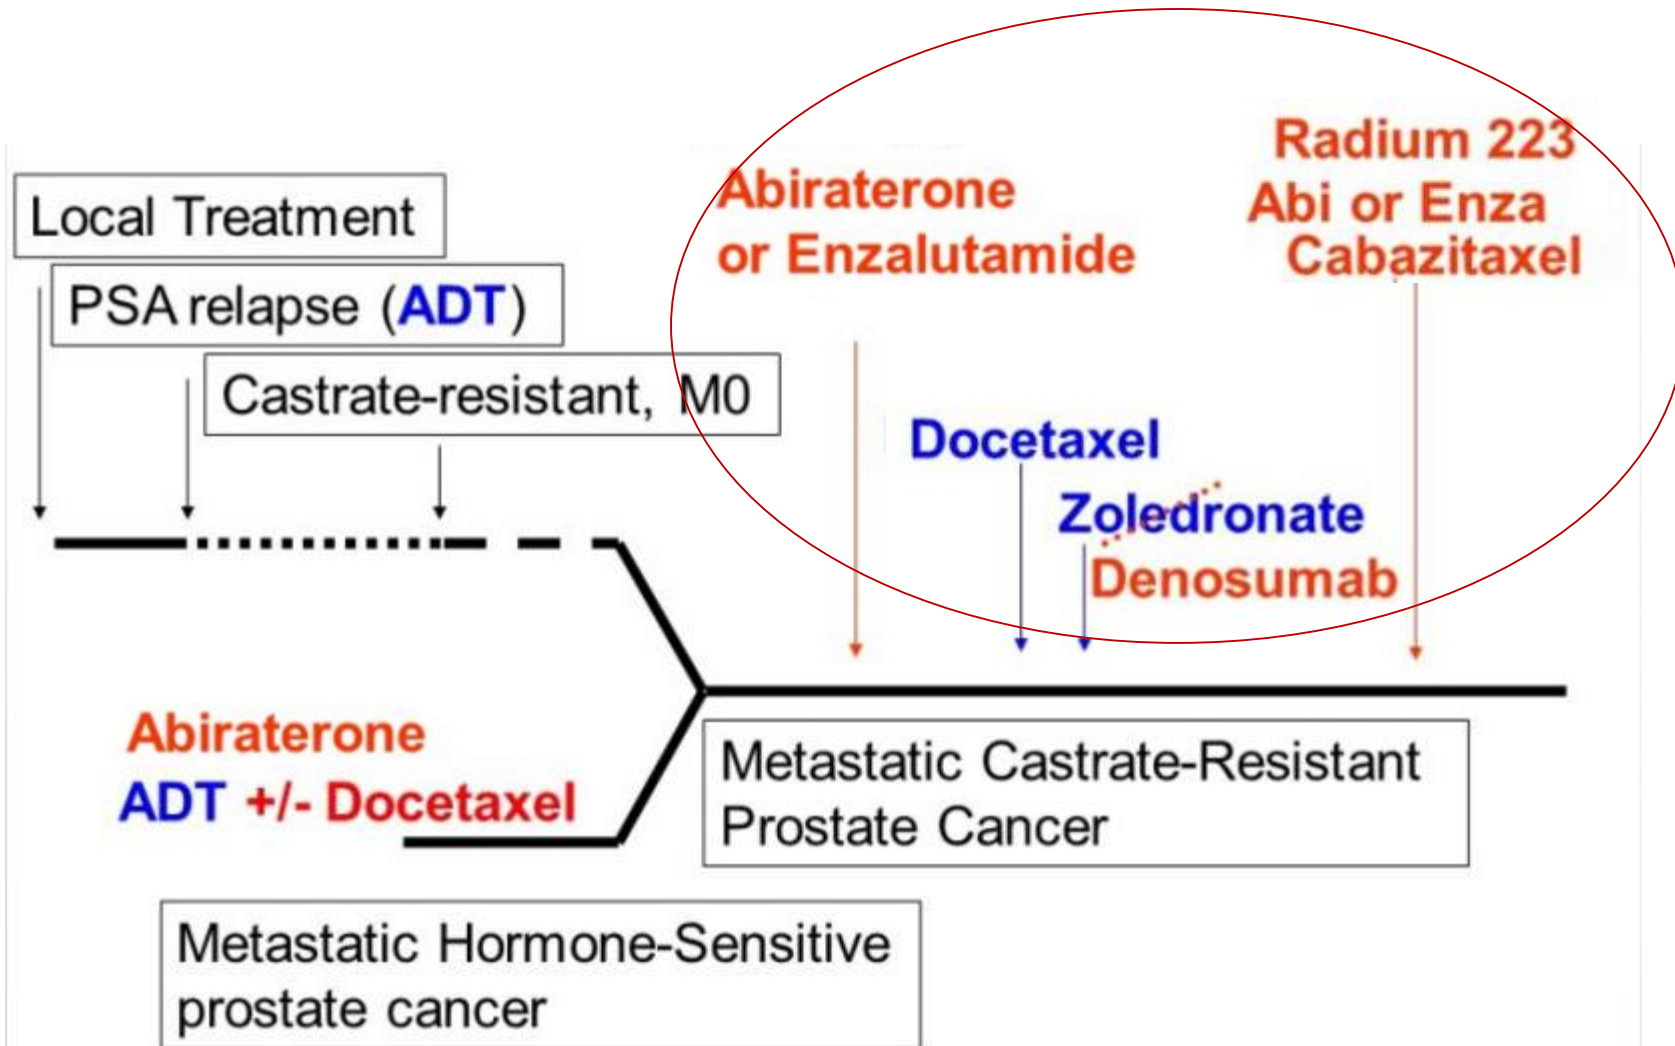 Local Treatment
PSA relapse (ADT)
Castrate-resistant, M0
Abiraterone
or Enzalutamide
Radium 223
Abi or Enza
Cabazitaxel
Docetaxel
Zoledronate
Denosumab
Abiraterone
ADT +/- Docetaxel
Metastatic Castrate-Resistant
Prostate Cancer
Metastatic Hormone-Sensitive
prostate cancer